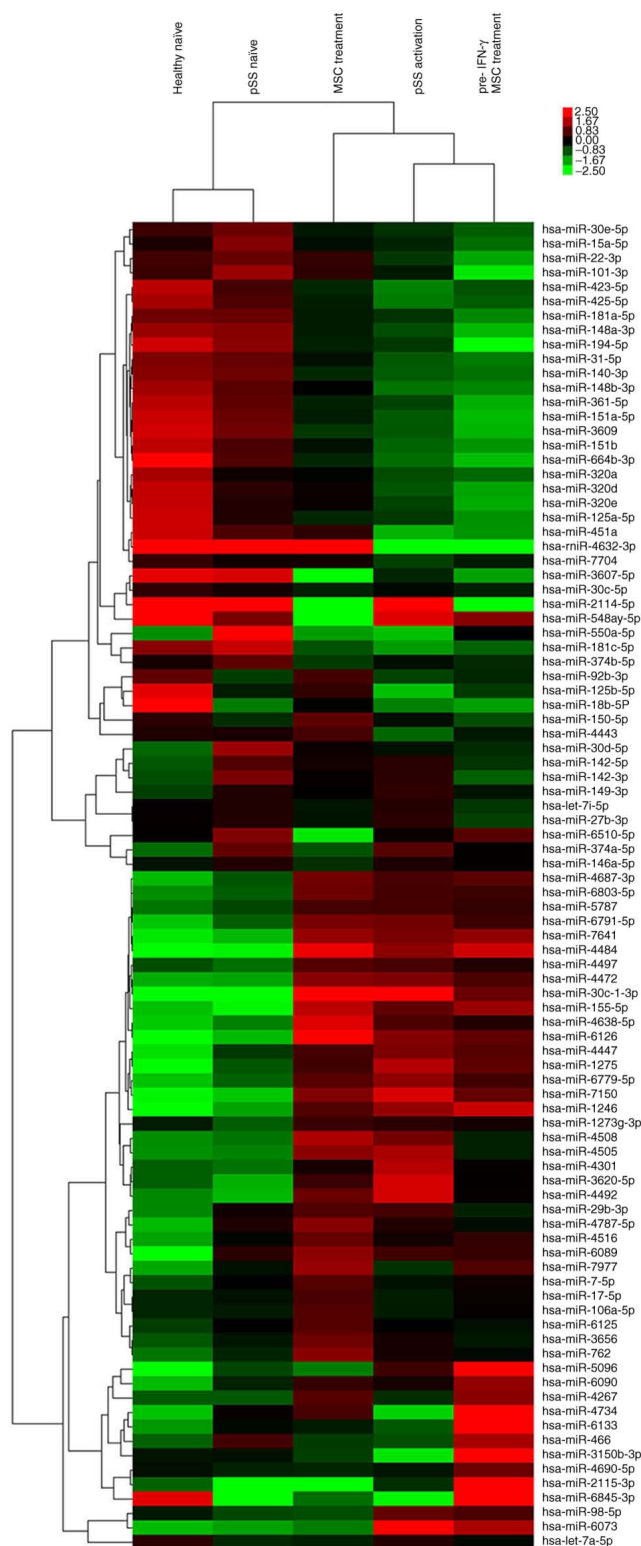 Healthy naïve
pSS naïve
MSC treatment
pSS activation
pre- IFN-γ
MSC treatment
2.50
1.67
0.83
0.00
−0.83
−1.67
−2.50
hsa-miR-30e-5p
hsa-miR-15a-5p
hsa-miR-22-3p
hsa-miR-101-3p
hsa-miR-423-5p
hsa-miR-425-5p
hsa-miR-181a-5p
hsa-miR-148a-3p
hsa-miR-194-5p
hsa-miR-31-5p
hsa-miR-140-3p
hsa-miR-148b-3p
hsa-miR-361-5p
hsa-miR-151a-5p
hsa-miR-3609
hsa-miR-151b
hsa-miR-664b-3p
hsa-miR-320a
hsa-miR-320d
hsa-miR-320e
hsa-miR-125a-5p
hsa-miR-451a
hsa-rniR-4632-3p
hsa-miR-7704
hsa-miR-3607-5p
hsa-miR-30c-5p
hsa-miR-2114-5p
hsa-miR-548ay-5p
hsa-miR-550a-5p
hsa-miR-181c-5p
hsa-miR-374b-5p
hsa-miR-92b-3p
hsa-miR-125b-5p
hsa-miR-18b-5P
hsa-miR-150-5p
hsa-miR-4443
hsa-miR-30d-5p
hsa-miR-142-5p
hsa-miR-142-3p
hsa-miR-149-3p
hsa-let-7i-5p
hsa-miR-27b-3p
hsa-miR-6510-5p
hsa-miR-374a-5p
hsa-miR-146a-5p
hsa-miR-4687-3p
hsa-miR-6803-5p
hsa-miR-5787
hsa-miR-6791-5p
hsa-miR-7641
hsa-miR-4484
hsa-miR-4497
hsa-miR-4472
hsa-miR-30c-1-3p
hsa-miR-155-5p
hsa-miR-4638-5p
hsa-miR-6126
hsa-miR-4447
hsa-miR-1275
hsa-miR-6779-5p
hsa-miR-7150
hsa-miR-1246
hsa-miR-1273g-3p
hsa-miR-4508
hsa-miR-4505
hsa-miR-4301
hsa-miR-3620-5p
hsa-miR-4492
hsa-miR-29b-3p
hsa-miR-4787-5p
hsa-miR-4516
hsa-miR-6089
hsa-miR-7977
hsa-miR-7-5p
hsa-miR-17-5p
hsa-miR-106a-5p
hsa-miR-6125
hsa-miR-3656
hsa-miR-762
hsa-miR-5096
hsa-miR-6090
hsa-miR-4267
hsa-miR-4734
hsa-miR-6133
hsa-miR-466
hsa-miR-3150b-3p
hsa-miR-4690-5p
hsa-miR-2115-3p
hsa-miR-6845-3p
hsa-miR-98-5p
hsa-miR-6073
hsa-let-7a-5p